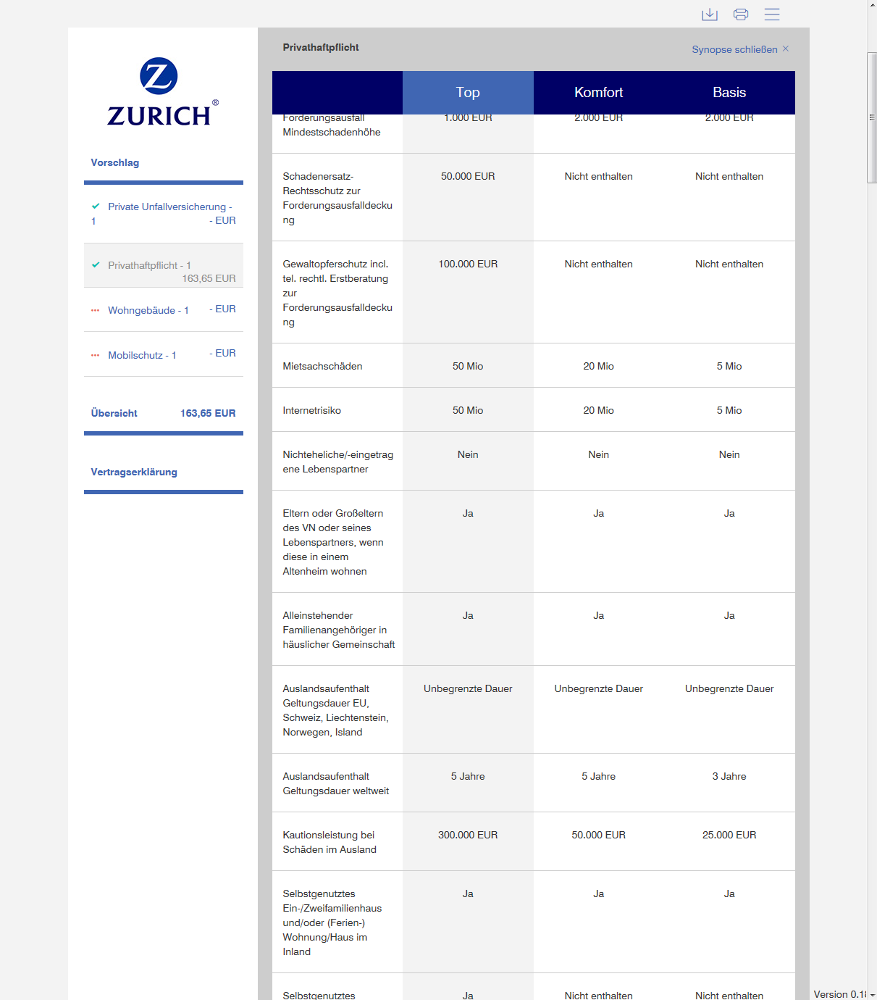 Privathaftpflicht
Synopse schließen ×
ZURICH®
Top Komfort Basis
Forderungsausfall 1.000 EUR 2.000 EUR 2.000 EUR
Mindestschadenhöhe
Vorschlag
Schadenersatz- 50.000 EUR Nicht enthalten Nicht enthalten
Rechtsschutz zur
Forderungsausfalldecku
ng
Private Unfallversicherung -
1 - EUR
Privathaftpflicht - 1
163,65 EUR
Wohngebäude - 1 - EUR
Mobilschutz - 1 - EUR
Übersicht 163,65 EUR
Vertragserklärung
Gewaltopferschutz incl. 100.000 EUR Nicht enthalten Nicht enthalten
tel. rechtl. Erstberatung
zur
Forderungsausfalldecku
ng
Mietsachschäden 50 Mio 20 Mio 5 Mio
Internetrisiko 50 Mio 20 Mio 5 Mio
Nichteheliche/-eingetrag Nein Nein Nein
ene Lebenspartner
Eltern oder Großeltern Ja Ja Ja
des VN oder seines
Lebenspartners, wenn
diese in einem
Altenheim wohnen
Alleinstehender Ja Ja Ja
Familienangehöriger in
häuslicher Gemeinschaft
Auslandsaufenthalt Unbegrenzte Dauer Unbegrenzte Dauer Unbegrenzte Dauer
Geltungsdauer EU,
Schweiz, Liechtenstein,
Norwegen, Island
Auslandsaufenthalt 5 Jahre 5 Jahre 3 Jahre
Geltungsdauer weltweit
Kautionsleistung bei 300.000 EUR 50.000 EUR 25.000 EUR
Schäden im Ausland
Selbstgenutztes Ja Ja Ja
Ein-/Zweifamilienhaus
und/oder (Ferien-)
Wohnung/Haus im
Inland
Selbstgenutztes Ja Nicht enthalten Nicht enthalten
Version